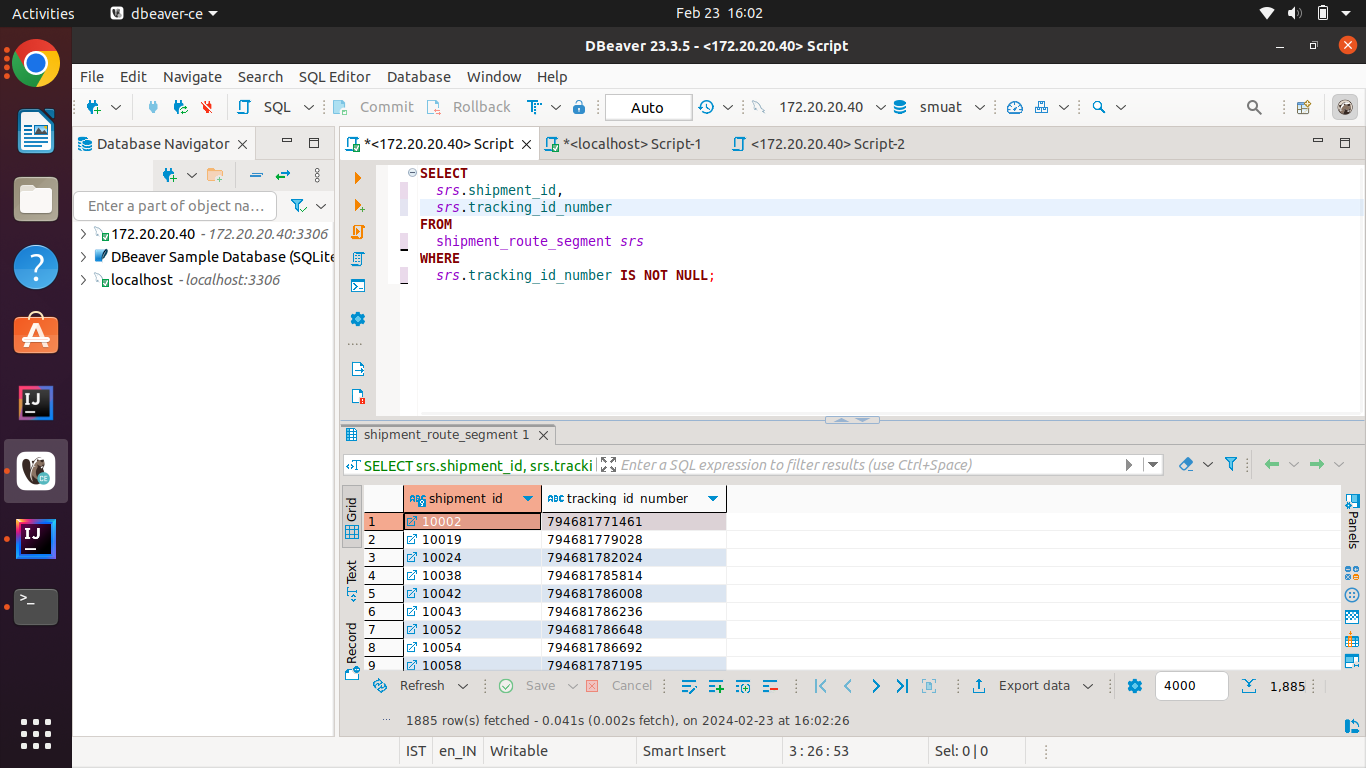 Activities dbeaver-ce Feb 23 16:02
DBeaver 23.3.5 - <172.20.20.40> Script
File Edit Navigate Search SQL Editor Database Window Help
SQL Commit Rollback Auto 172.20.20.40 smuat
Database Navigator
*<172.20.20.40> Script *<localhost> Script-1 <172.20.20.40> Script-2
Enter a part of object na...
172.20.20.40 - 172.20.20.40:3306
DBeaver Sample Database (SQLite
localhost - localhost:3306
SELECT
srs.shipment_id,
srs.tracking_id_number
FROM
shipment_route_segment srs
WHERE
srs.tracking_id_number IS NOT NULL;
shipment_route_segment 1
SELECT srs.shipment_id, srs.tracki Enter a SQL expression to filter results (use Ctrl+Space)
Grid
Text
Record
Panels
shipment_id tracking_id_number
1 10002 794681771461
2 10019 794681779028
3 10024 794681782024
4 10038 794681785814
5 10042 794681786008
6 10043 794681786236
7 10052 794681786648
8 10054 794681786692
9 10058 794681787195
Refresh Save Cancel Export data 4000 1,885
1885 row(s) fetched - 0.041s (0.002s fetch), on 2024-02-23 at 16:02:26
IST en_IN Writable Smart Insert 3 : 26 : 53 Sel: 0 | 0